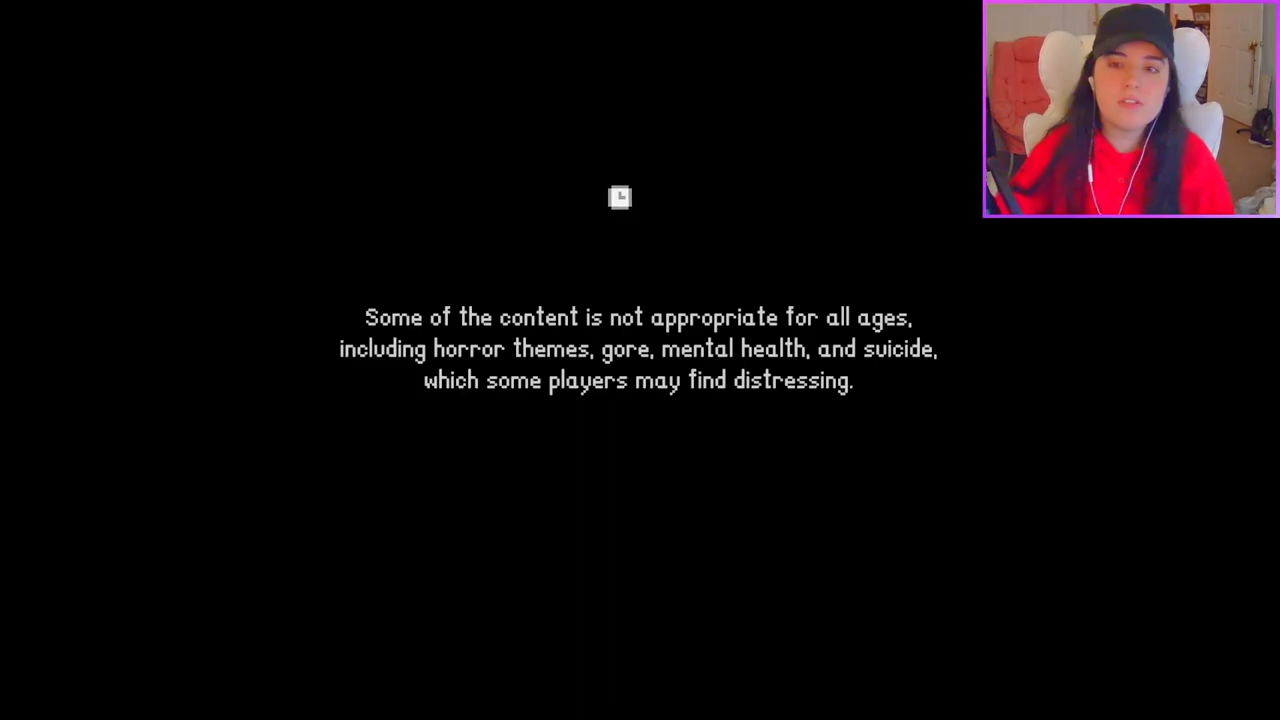 Some of the content is not appropriate for all ages,
including horror themes, gore, mental health, and suicide,
which some players may find distressing.